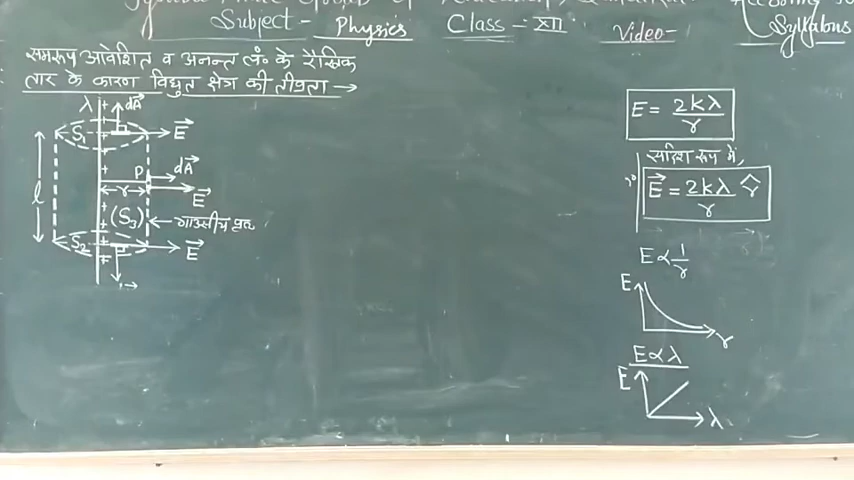 Subject - Physics Class - XII Video-
Syllabus
समरूप आवेशित व अनन्त लं० के रैखिक
तार के कारण विद्युत क्षेत्र की तीव्रता →
λ dA⃗
S₁ E⃗
P dA⃗
r E⃗
l
(S₃) गाउसीय पृष्ठ
S₂ E⃗
E = 2kλ/r
सदिश रूप में,
E⃗ = 2kλ/r r̂
E ∝ 1/r
E
r
E ∝ λ
E
λ